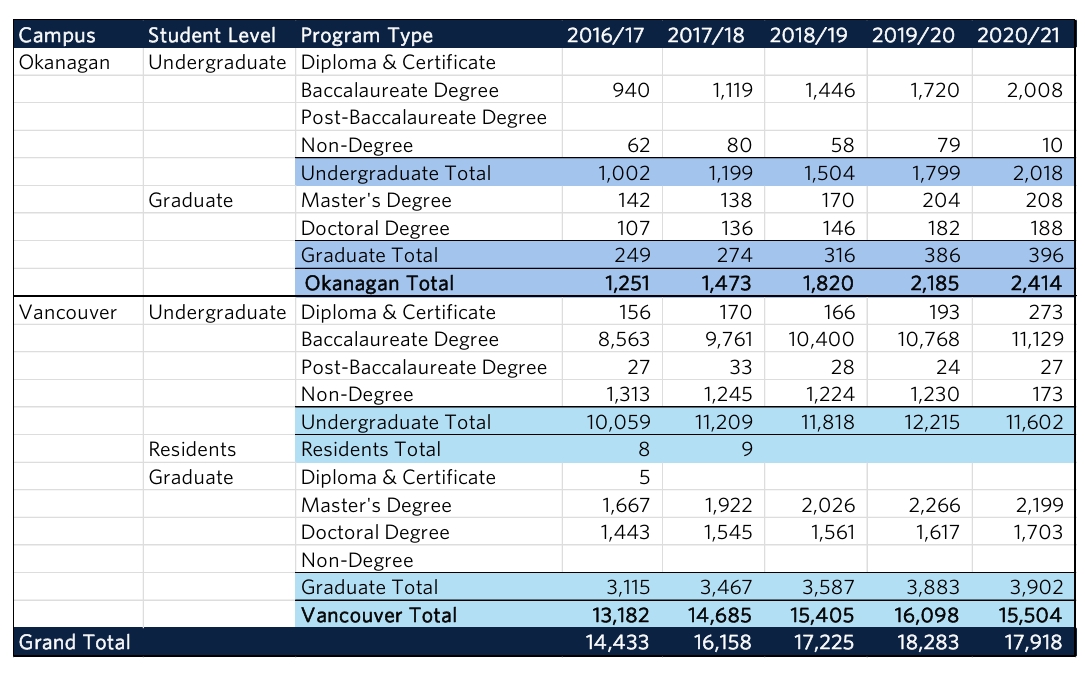 Campus Student Level Program Type 2016/17 2017/18 2018/19 2019/20 2020/21
Okanagan Undergraduate Diploma & Certificate
Baccalaureate Degree 940 1,119 1,446 1,720 2,008
Post-Baccalaureate Degree
Non-Degree 62 80 58 79 10
Undergraduate Total 1,002 1,199 1,504 1,799 2,018
Graduate Master's Degree 142 138 170 204 208
Doctoral Degree 107 136 146 182 188
Graduate Total 249 274 316 386 396
Okanagan Total 1,251 1,473 1,820 2,185 2,414
Vancouver Undergraduate Diploma & Certificate 156 170 166 193 273
Baccalaureate Degree 8,563 9,761 10,400 10,768 11,129
Post-Baccalaureate Degree 27 33 28 24 27
Non-Degree 1,313 1,245 1,224 1,230 173
Undergraduate Total 10,059 11,209 11,818 12,215 11,602
Residents Residents Total 8 9
Graduate Diploma & Certificate 5
Master's Degree 1,667 1,922 2,026 2,266 2,199
Doctoral Degree 1,443 1,545 1,561 1,617 1,703
Non-Degree
Graduate Total 3,115 3,467 3,587 3,883 3,902
Vancouver Total 13,182 14,685 15,405 16,098 15,504
Grand Total 14,433 16,158 17,225 18,283 17,918